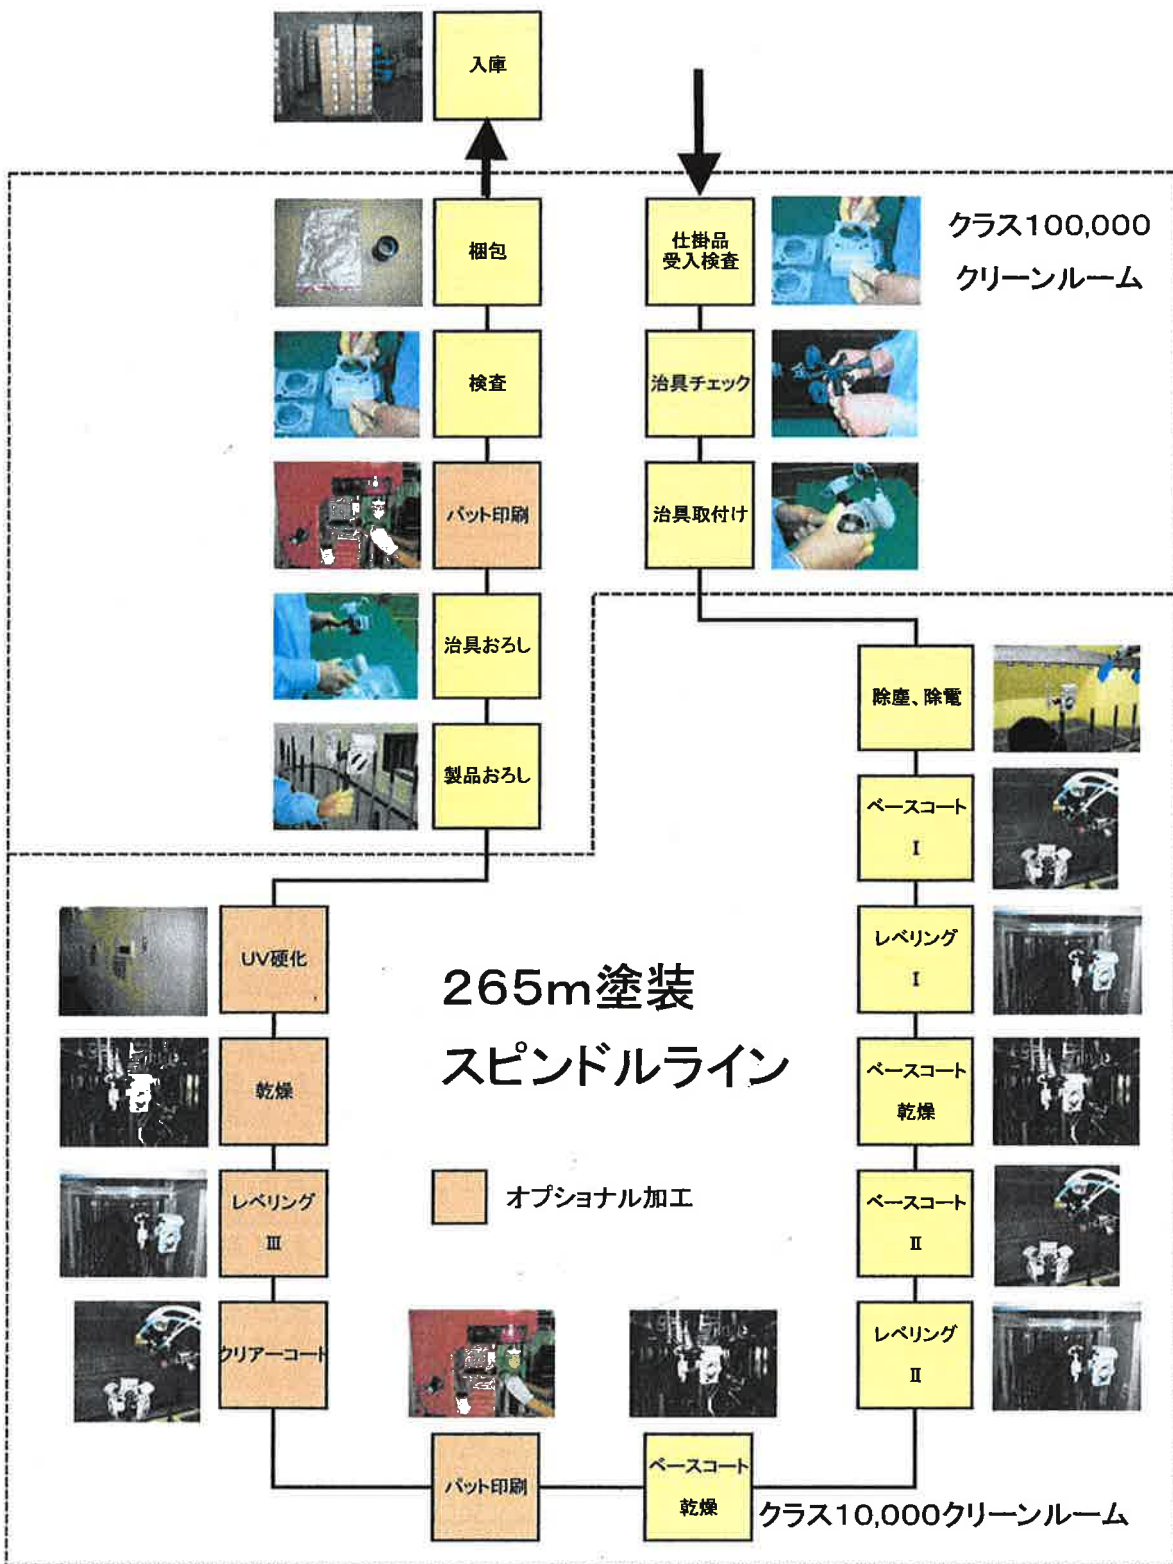 入庫
梱包
検査
パット印刷
治具おろし
製品おろし
仕掛品
受入検査
治具チェック
治具取付け
クラス100,000
クリーンルーム
除塵、除電
ベースコート
Ⅰ
レベリング
Ⅰ
ベースコート
乾燥
ベースコート
Ⅱ
レベリング
Ⅱ
ベースコート
乾燥
パット印刷
クリアーコート
レベリング
Ⅲ
乾燥
UV硬化
265m塗装
スピンドルライン
オプショナル加工
クラス10,000クリーンルーム